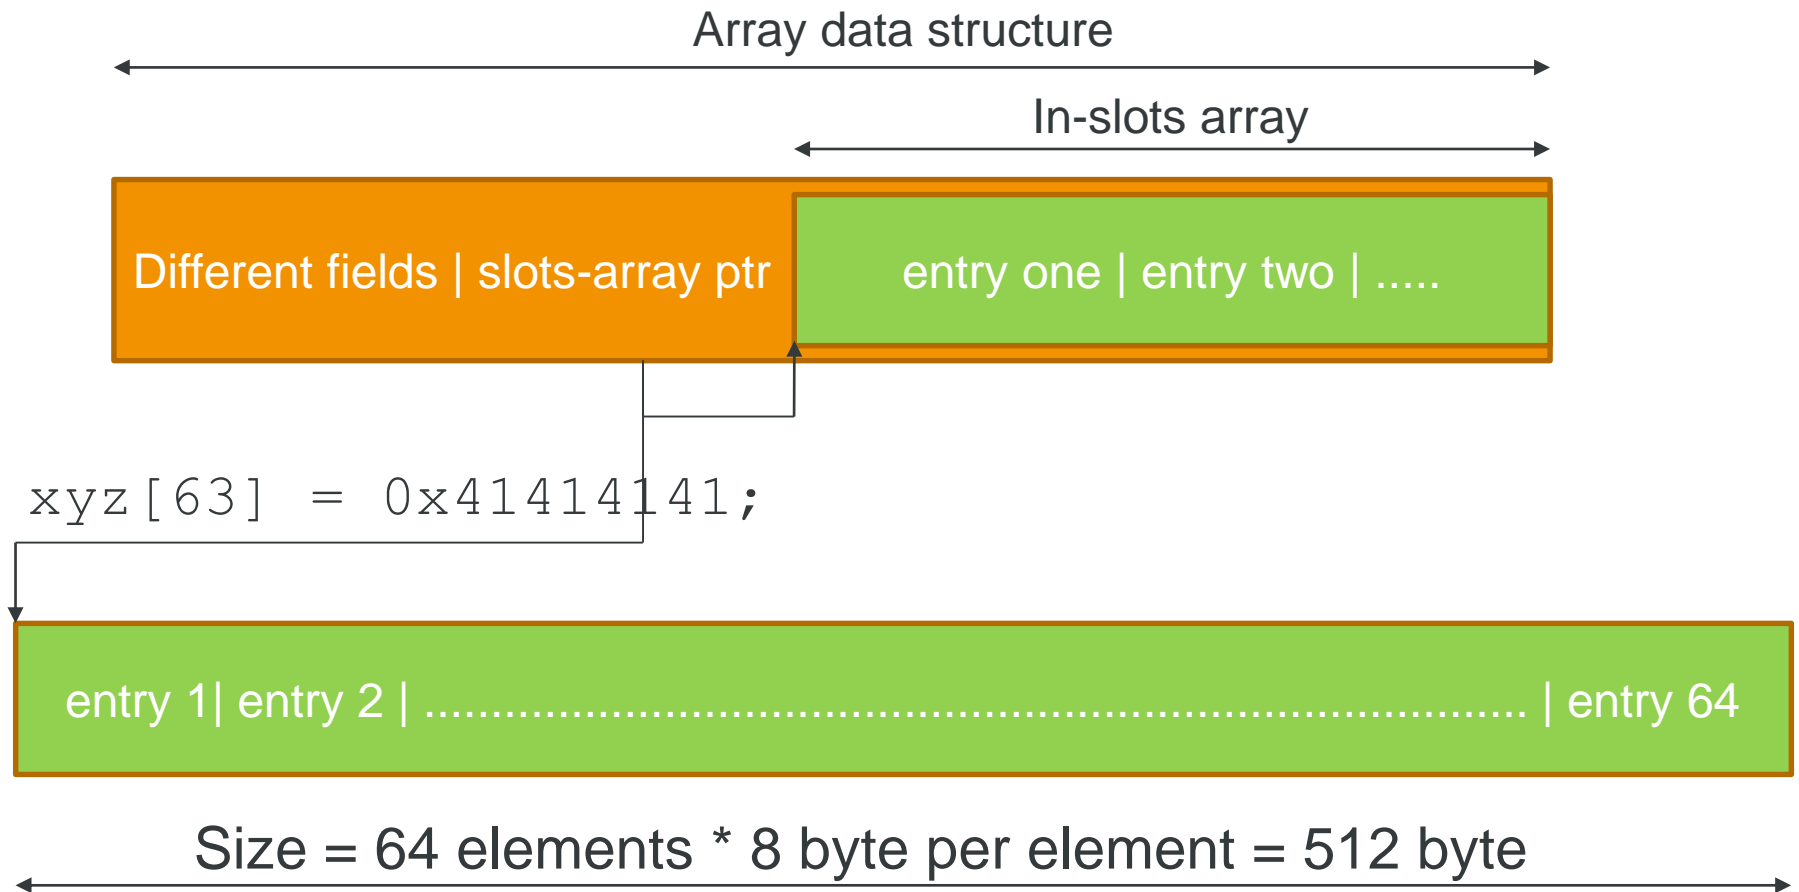 Array data structure
In-slots array
Different fields | slots-array ptr
entry one | entry two | .....
xyz[63] = 0x41414141;
entry 1| entry 2 | ................................................................................... | entry 64
Size = 64 elements * 8 byte per element = 512 byte